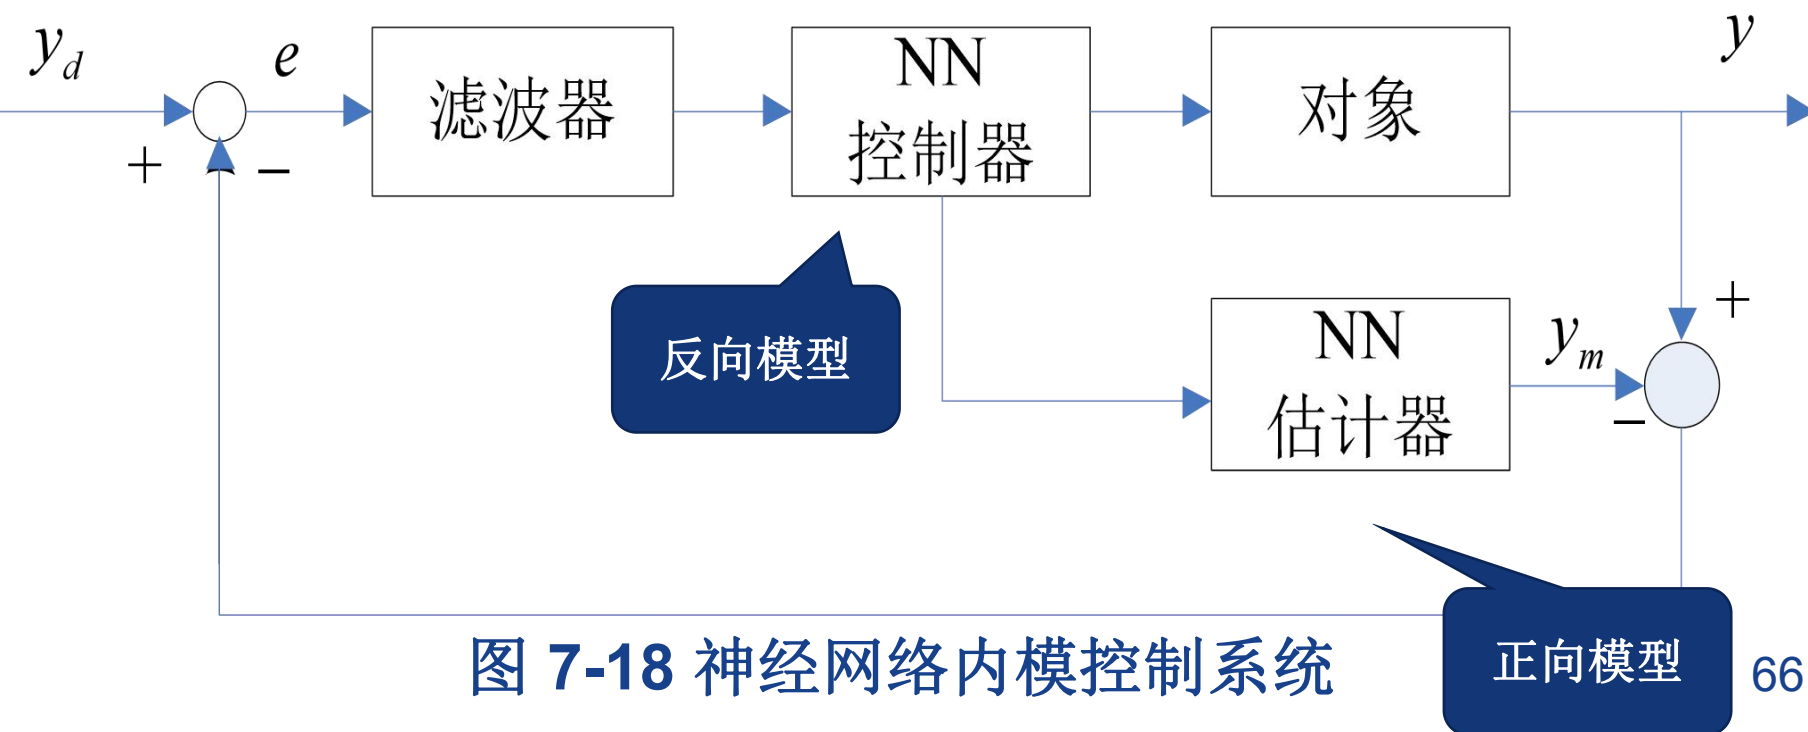 y_d
e
滤波器
NN
控制器
对象
y
+
−
反向模型
NN
估计器
y_m
+
−
图 7-18 神经网络内模控制系统
正向模型
66